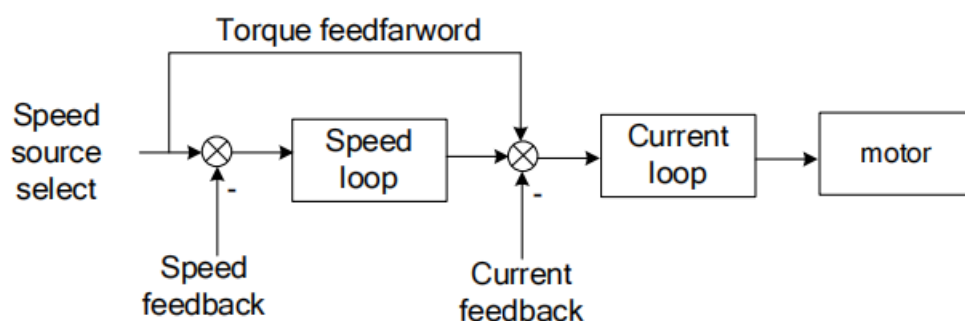 Torque feedfarword
Speed
source
select
Speed
loop
Current
loop
motor
-
-
Speed
feedback
Current
feedback